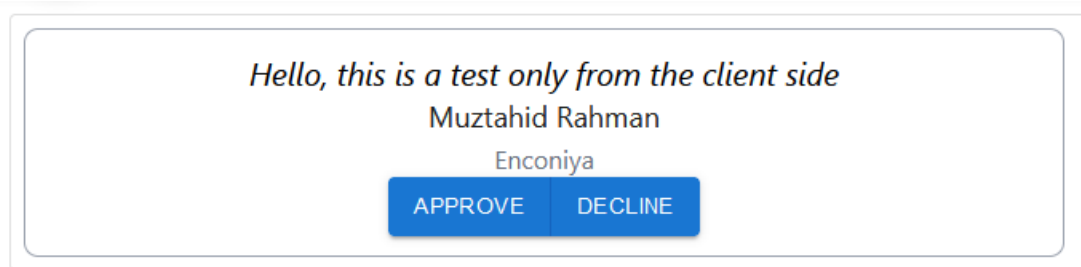 Hello, this is a test only from the client side
Muztahid Rahman
Enconiya
APPROVE DECLINE